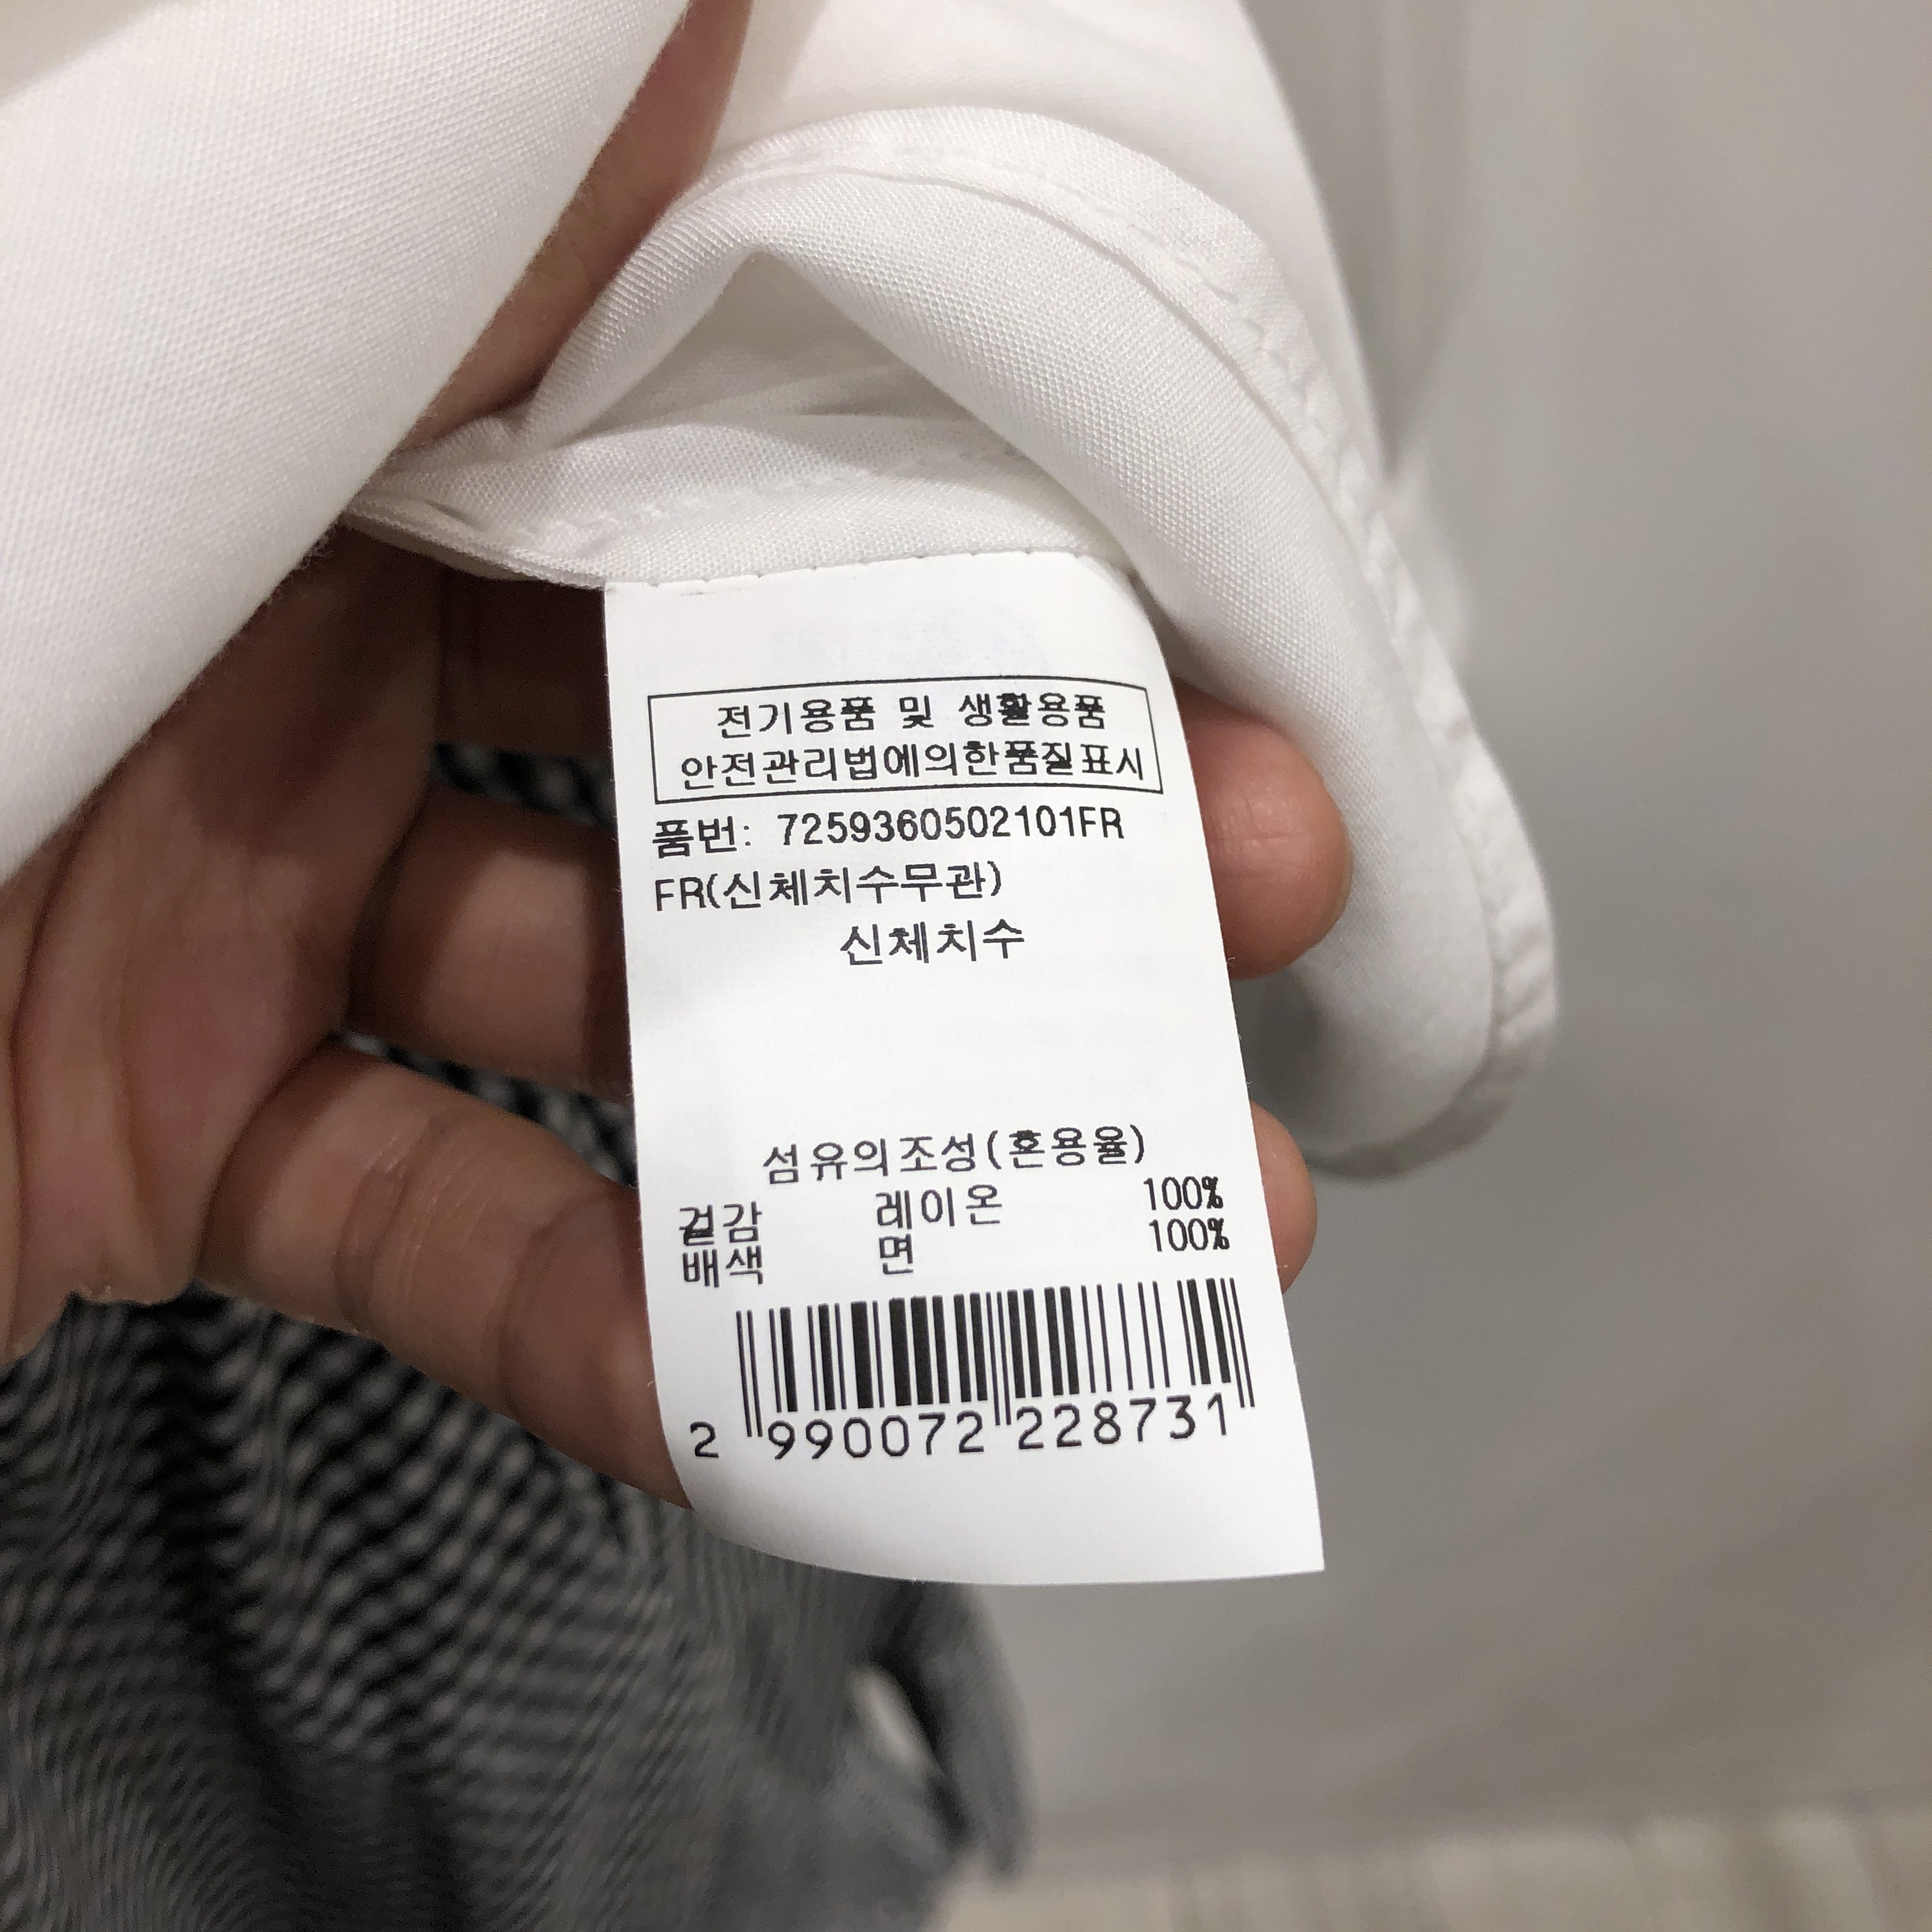 전기용품 및 생활용품
안전관리법에의한품질표시
품번: 7259360502101FR
FR(신체치수무관)
신체치수
섬유의조성(혼용율)
겉감 레이온 100%
배색 면 100%
2 990072 228731